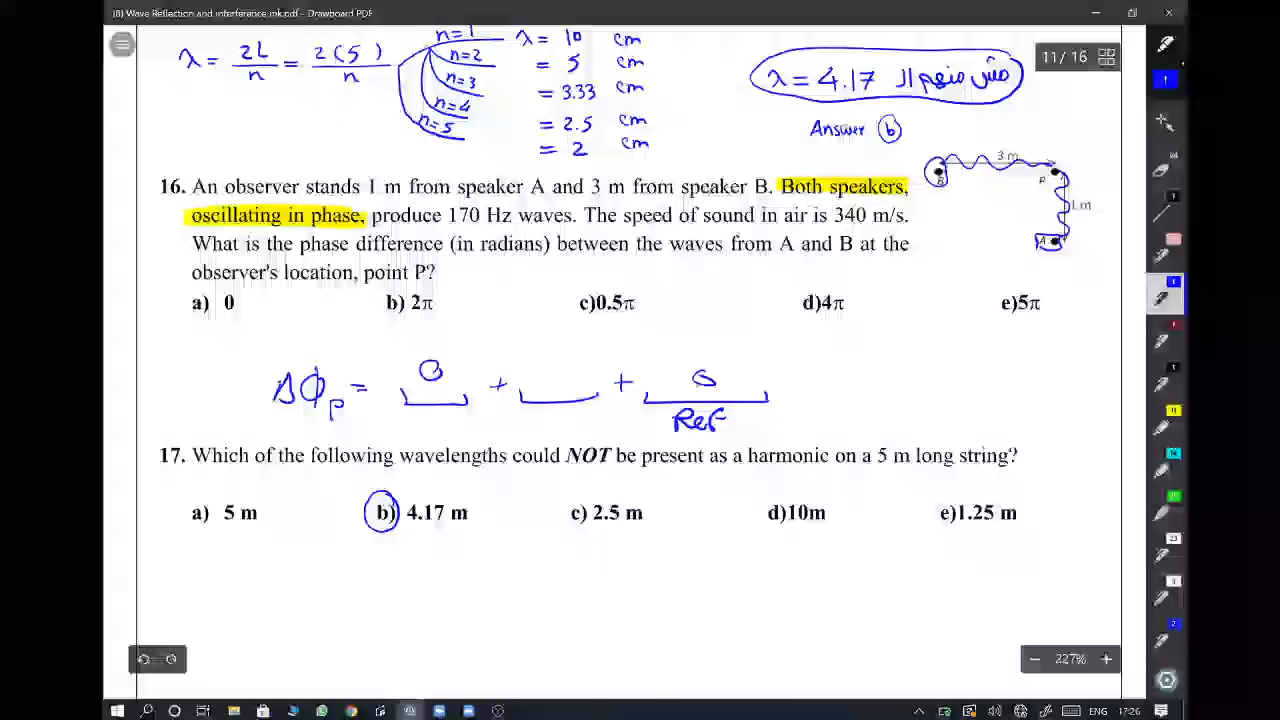 (8) Wave Reflection and interference ink.pdf - Drawboard PDF
11 / 16
λ = 2L/n = 2(5)/n
n=1 λ = 10 cm
n=2 = 5 cm
n=3 = 3.33 cm
n=4 = 2.5 cm
n=5 = 2 cm
λ = 4.17 مش منهم ال
Answer (b)
3 m
B
P
1 m
A
16. An observer stands 1 m from speaker A and 3 m from speaker B. Both speakers,
oscillating in phase, produce 170 Hz waves. The speed of sound in air is 340 m/s.
What is the phase difference (in radians) between the waves from A and B at the
observer's location, point P?
a) 0 b) 2π c)0.5π d)4π e)5π
Δϕp = 0 + + 0
Ref
17. Which of the following wavelengths could NOT be present as a harmonic on a 5 m long string?
a) 5 m b) 4.17 m c) 2.5 m d)10m e)1.25 m
227%
ENG 17:26